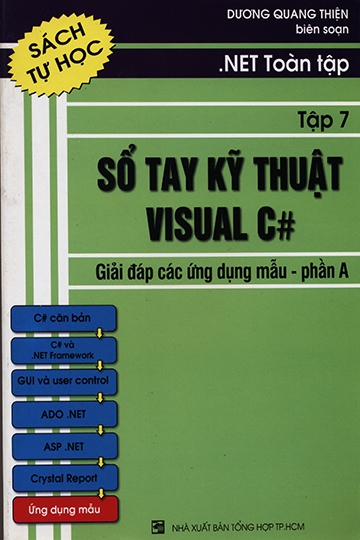 DƯƠNG QUANG THIỆN
biên soạn
SÁCH
TỰ HỌC
.NET Toàn tập
Tập 7
SỔ TAY KỸ THUẬT
VISUAL C#
Giải đáp các ứng dụng mẫu - phần A
C# căn bản
C# và
.NET Framework
GUI và user control
ADO .NET
ASP .NET
Crystal Report
Ứng dụng mẫu
NHÀ XUẤT BẢN TỔNG HỢP TP.HCM